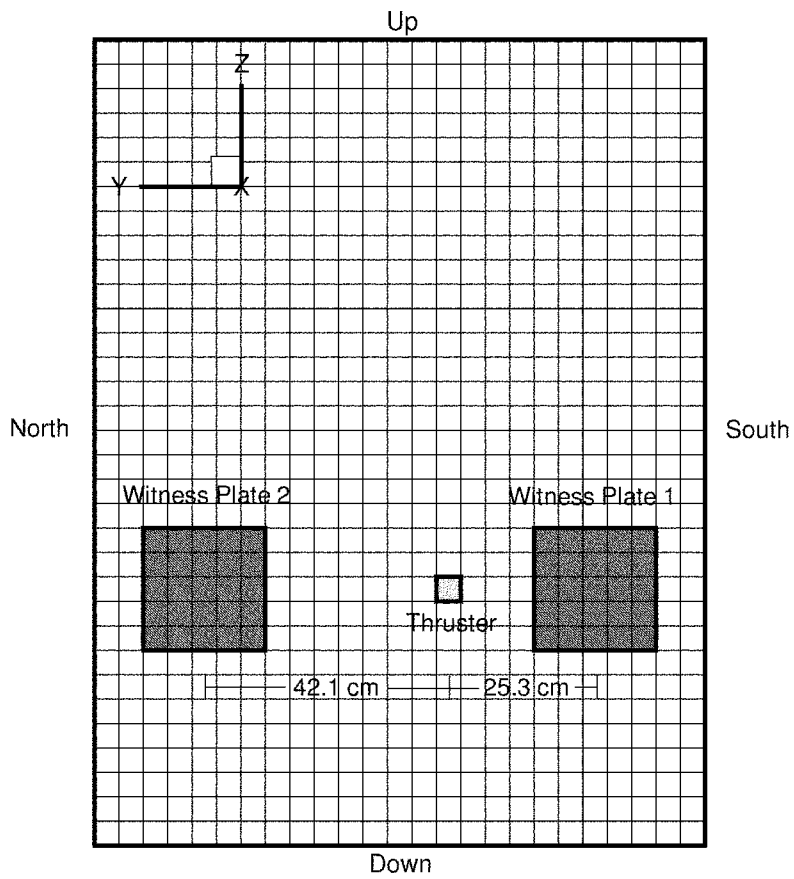 Up
Z
Y X
North South
Witness Plate 2 Witness Plate 1
Thruster
42.1 cm 25.3 cm
Down